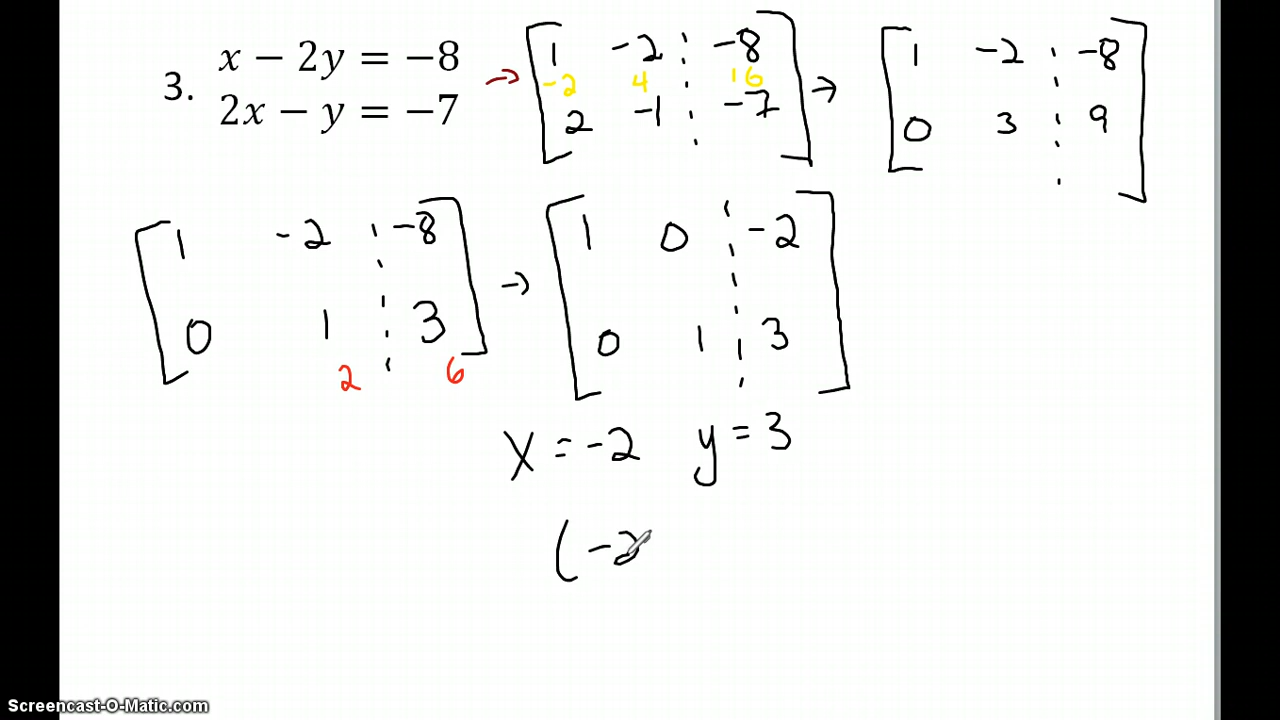 3. x − 2y = −8
2x − y = −7
→ [ 1 -2 ¦ -8
-2 4 16
2 -1 ¦ -7 ] →
[ 1 -2 ¦ -8
0 3 ¦ 9 ]
[ 1 -2 ¦ -8
0 1 ¦ 3 ]
2 6
→ [ 1 0 ¦ -2
0 1 ¦ 3 ]
x = -2 y = 3
(-2
Screencast-O-Matic.com